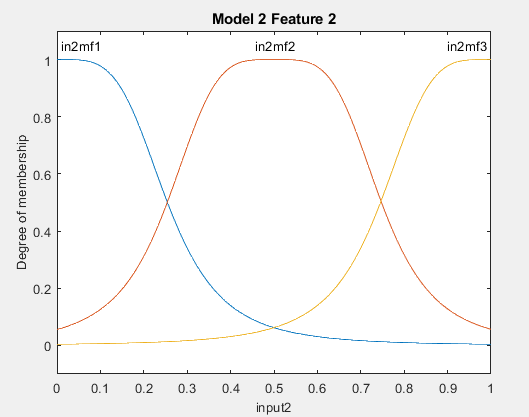 Model 2 Feature 2
in2mf1 in2mf2 in2mf3
1
0.8
0.6
0.4
0.2
0
Degree of membership
0 0.1 0.2 0.3 0.4 0.5 0.6 0.7 0.8 0.9 1
input2